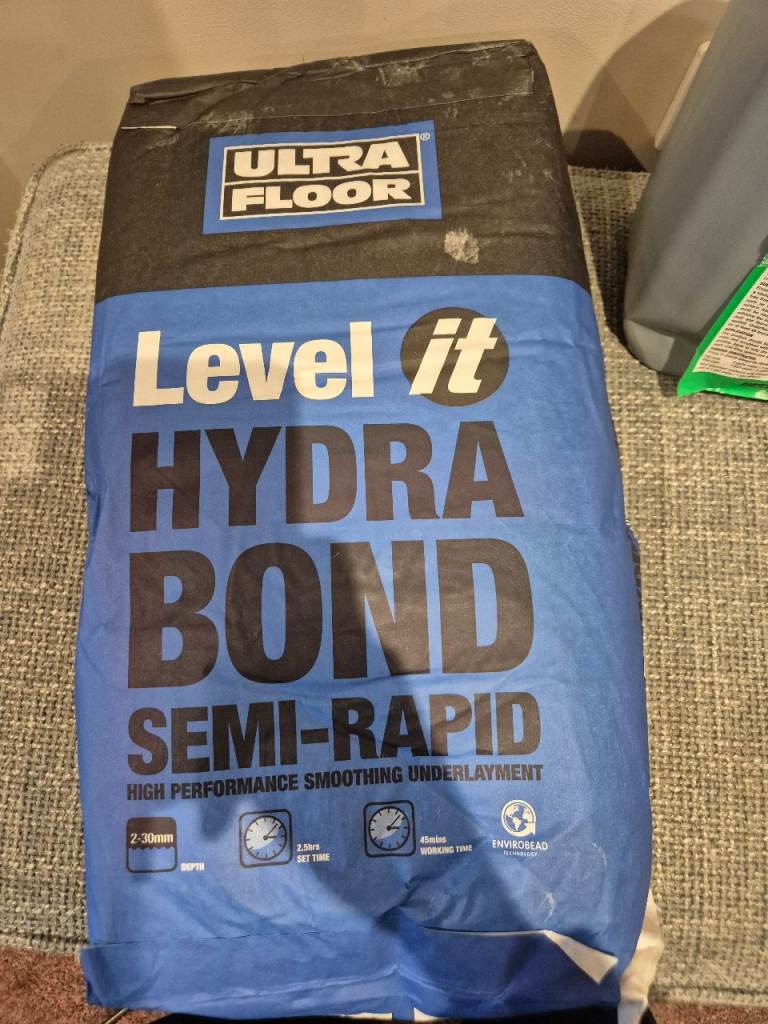 ULTRA
FLOOR
®
Level it
HYDRA
BOND
SEMI-RAPID
HIGH PERFORMANCE SMOOTHING UNDERLAYMENT
2-30mm
DEPTH
2.5hrs
SET TIME
45mins
WORKING TIME
ENVIROBEAD
TECHNOLOGY